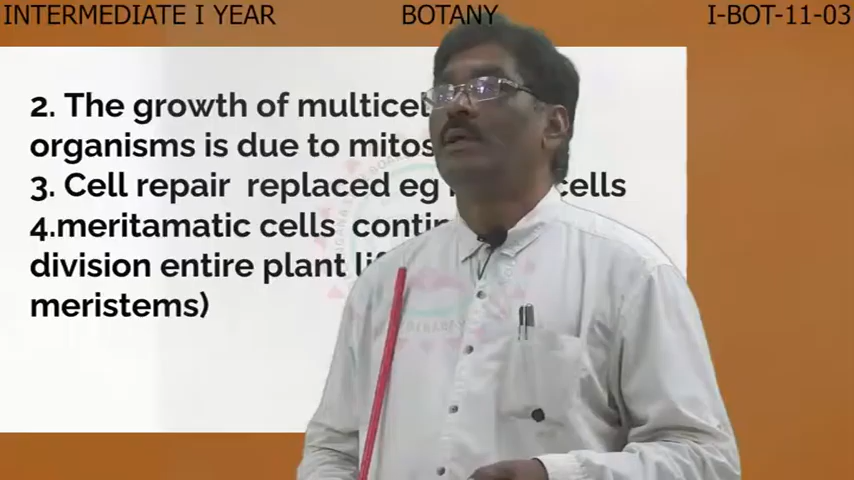 INTERMEDIATE I YEAR BOTANY I-BOT-11-03
2. The growth of multicel
organisms is due to mitos
3. Cell repair replaced eg cells
4.meritamatic cells contin
division entire plant lif
meristems)